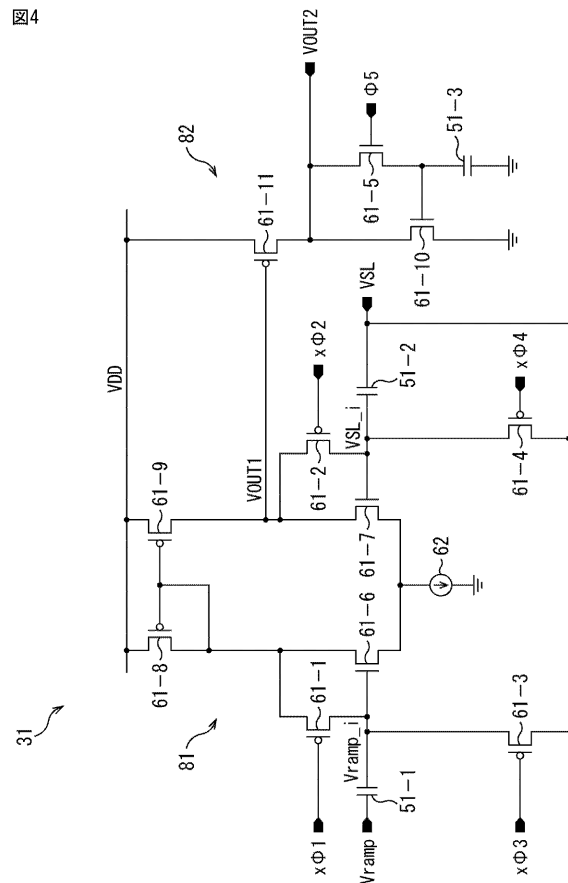 図4
31
81
82
VDD
61-8
61-9
61-11
VOUT2
Φ5
51-3
61-5
61-10
VOUT1
xΦ2
61-2
VSL_i
VSL
51-2
xΦ4
61-4
61-7
61-6
62
61-1
xΦ1
Vramp_i
Vramp
51-1
61-3
xΦ3